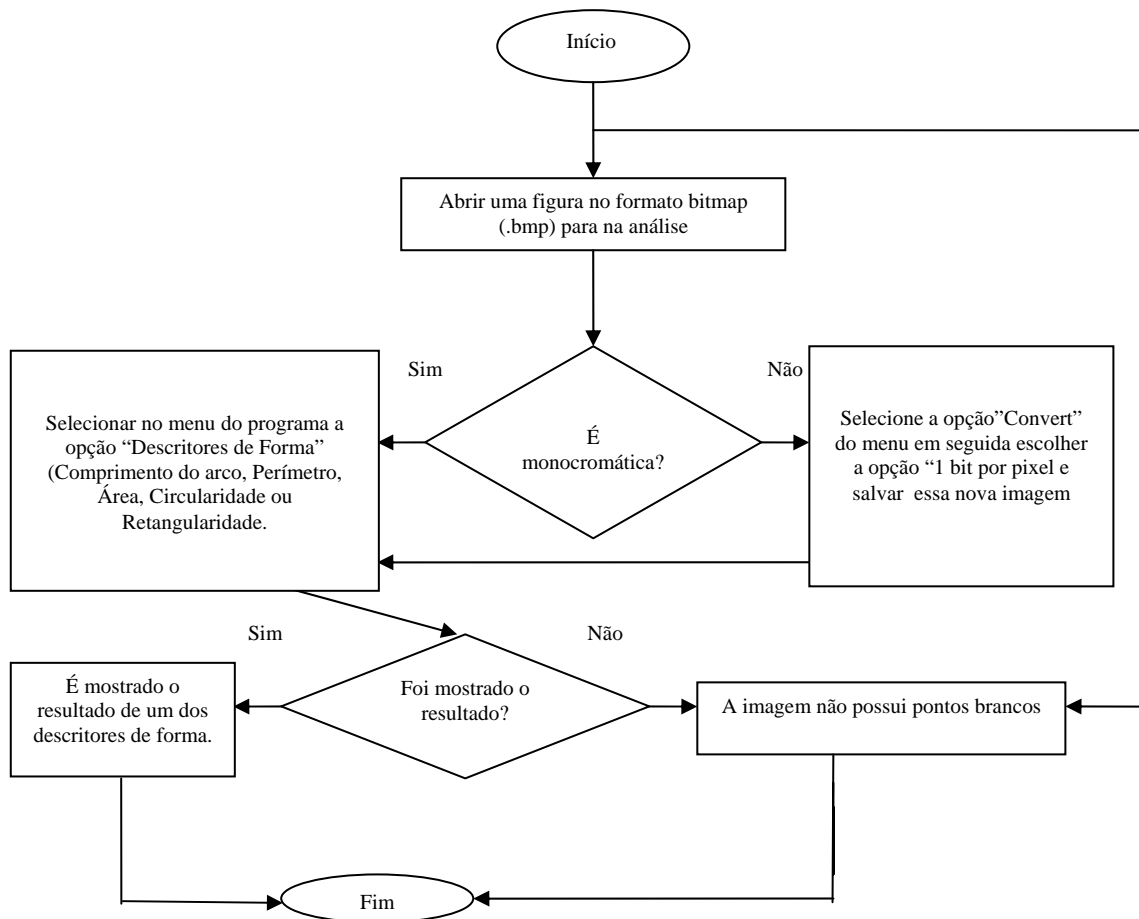 Início
Abrir uma figura no formato bitmap
(.bmp) para na análise
Sim
Não
É
monocromática?
Selecionar no menu do programa a
opção “Descritores de Forma”
(Comprimento do arco, Perímetro,
Área, Circularidade ou
Retangularidade.
Selecione a opção”Convert”
do menu em seguida escolher
a opção “1 bit por pixel e
salvar essa nova imagem
Sim
Não
Foi mostrado o
resultado?
É mostrado o
resultado de um dos
descritores de forma.
A imagem não possui pontos brancos
Fim